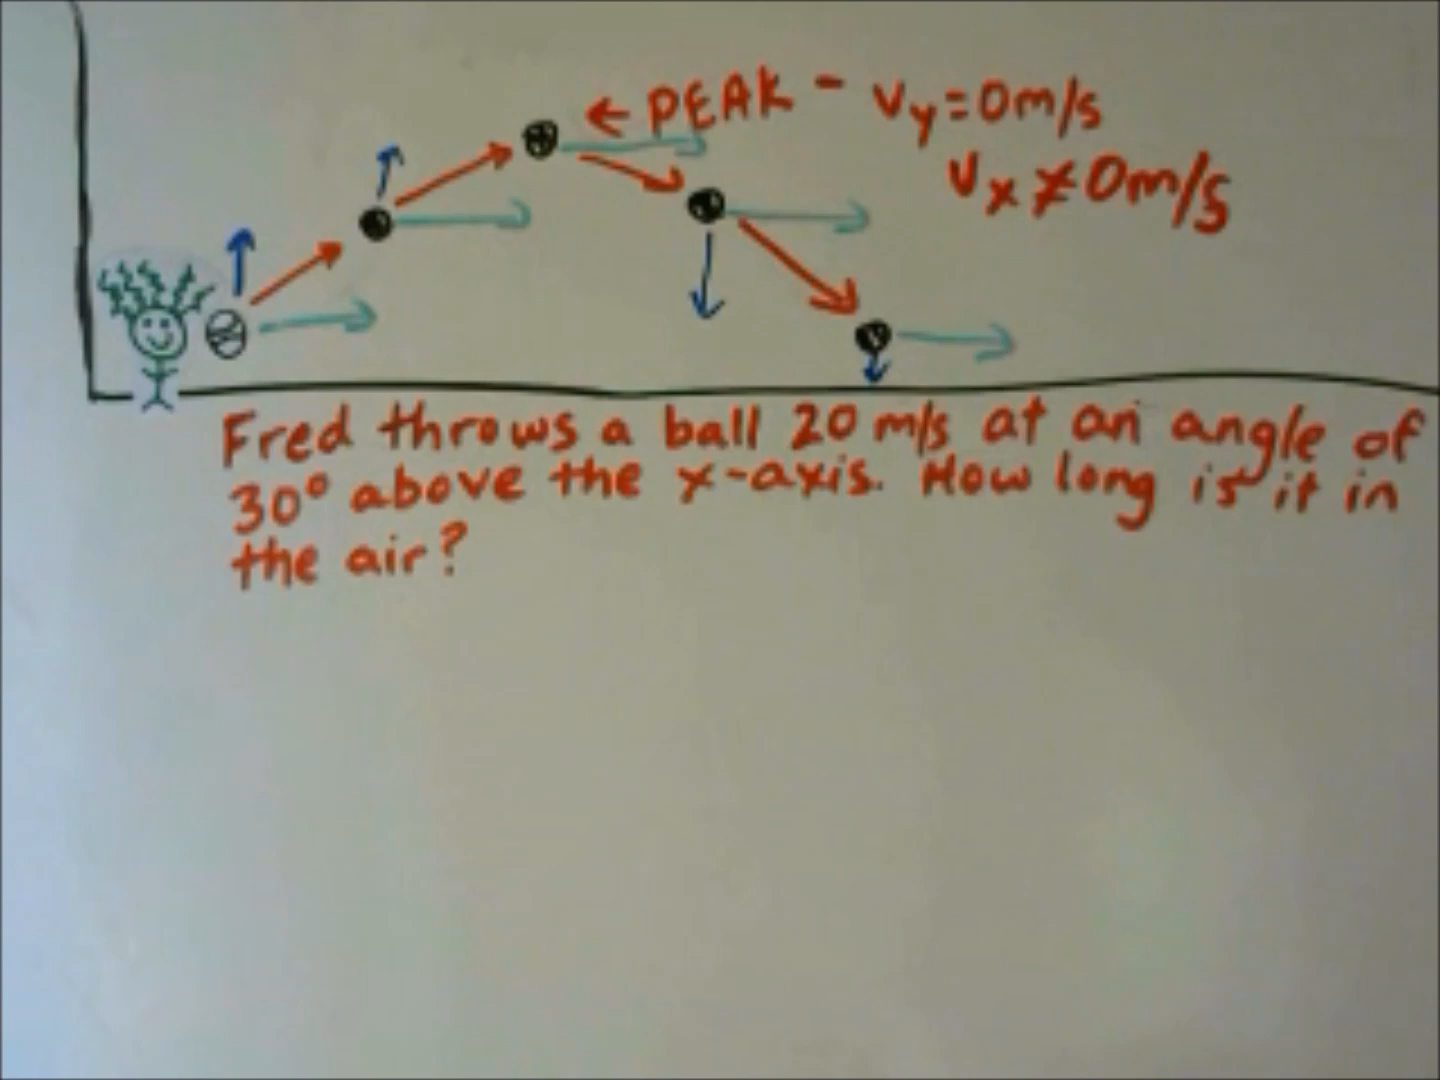 ← PEAK - vy=0m/s
vx≠0m/s
Fred throws a ball 20 m/s at an angle of
30° above the x-axis. How long is it in
the air?